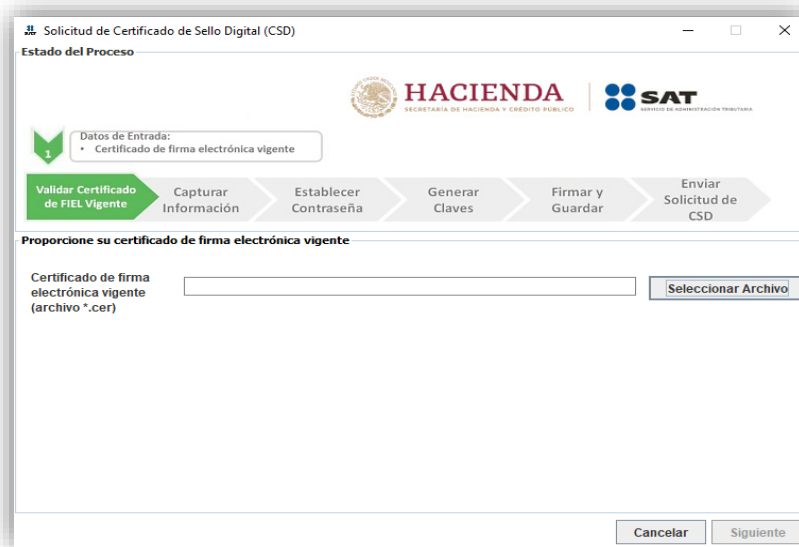 Solicitud de Certificado de Sello Digital (CSD)
Estado del Proceso
HACIENDA
SECRETARÍA DE HACIENDA Y CRÉDITO PÚBLICO
SAT
SERVICIO DE ADMINISTRACIÓN TRIBUTARIA
1
Datos de Entrada:
• Certificado de firma electrónica vigente
Validar Certificado
de FIEL Vigente
Capturar
Información
Establecer
Contraseña
Generar
Claves
Firmar y
Guardar
Enviar
Solicitud de
CSD
Proporcione su certificado de firma electrónica vigente
Certificado de firma
electrónica vigente
(archivo *.cer)
Seleccionar Archivo
Cancelar
Siguiente